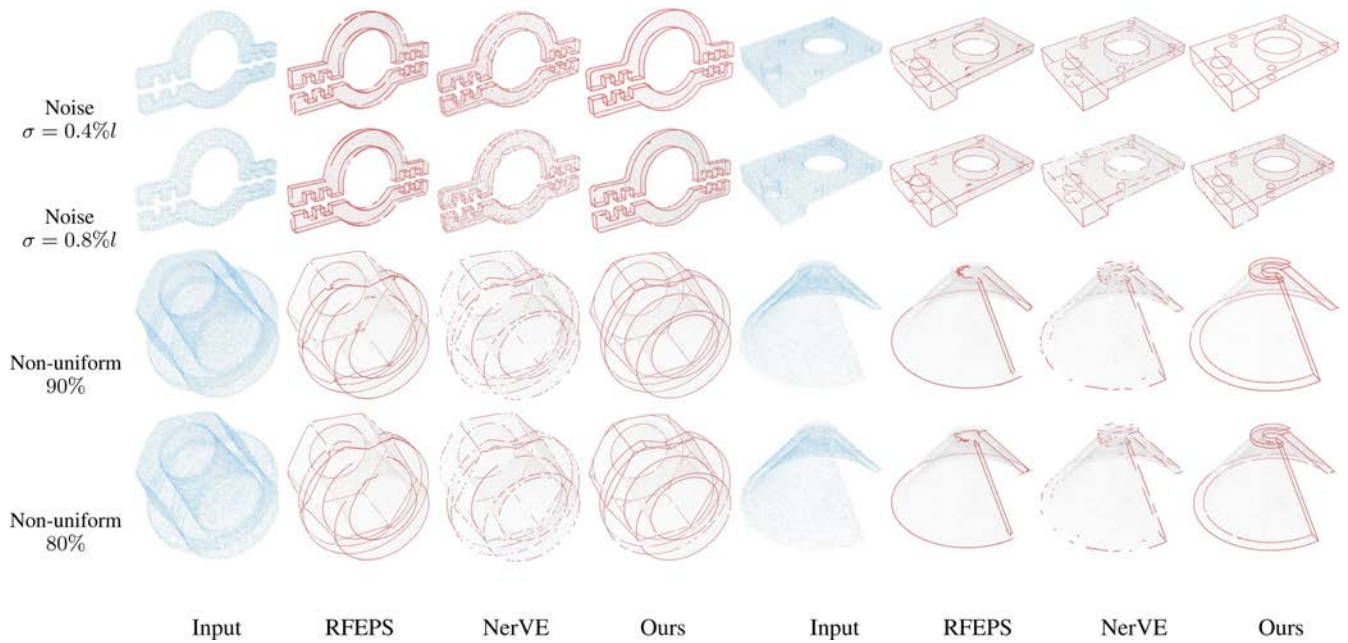 Noise
σ = 0.4%l
Noise
σ = 0.8%l
Non-uniform
90%
Non-uniform
80%
Input RFEPS NerVE Ours Input RFEPS NerVE Ours